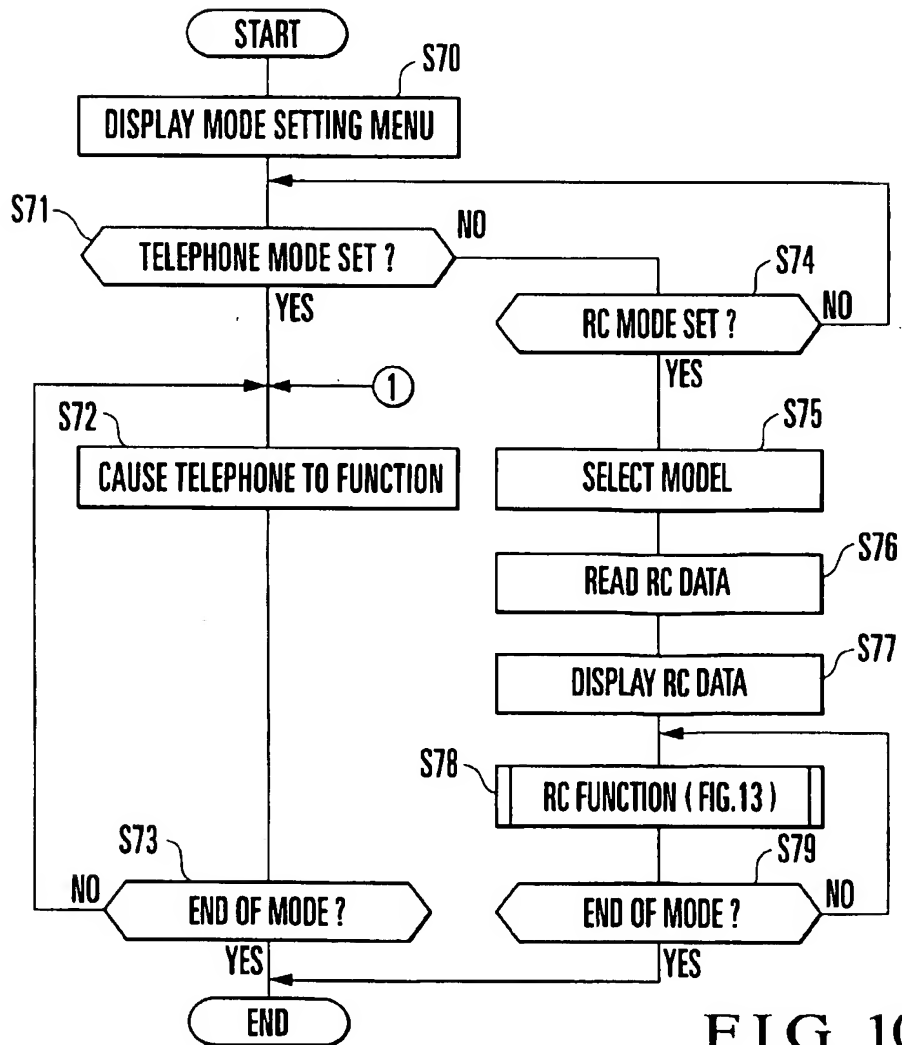 START
S70
DISPLAY MODE SETTING MENU
S71
TELEPHONE MODE SET ?
NO
YES
S74
RC MODE SET ?
NO
YES
1
S72
CAUSE TELEPHONE TO FUNCTION
S75
SELECT MODEL
S76
READ RC DATA
S77
DISPLAY RC DATA
S78
RC FUNCTION ( FIG.13 )
S73
NO
END OF MODE ?
YES
S79
END OF MODE ?
NO
YES
END
FIG. 10